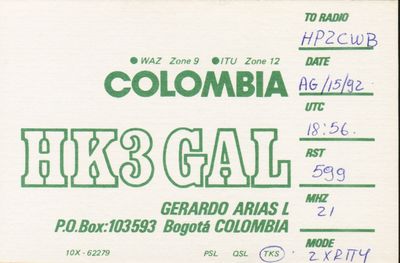 TO RADIO
HP2CWB
● WAZ Zone 9 ● ITU Zone 12
COLOMBIA
DATE
AG/15/92
UTC
18:56
HK3GAL
RST
599
GERARDO ARIAS L
MHZ
21
P.O.Box:103593 Bogotá COLOMBIA
10X - 62279
PSL QSL TKS
MODE
2XRTTY